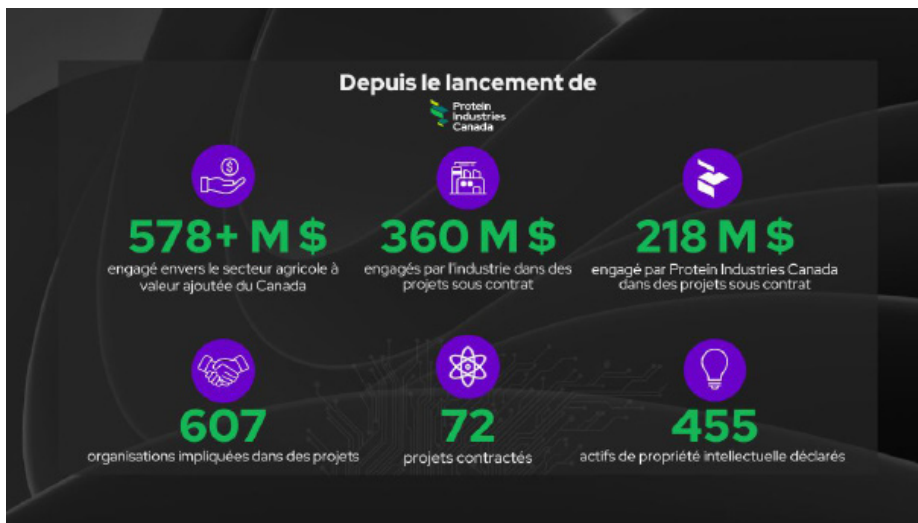 Depuis le lancement de
Protein
Industries
Canada
578+ M $
engagé envers le secteur agricole à
valeur ajoutée du Canada
360 M $
engagés par l'industrie dans des
projets sous contrat
218 M $
engagé par Protein Industries Canada
dans des projets sous contrat
607
organisations impliquées dans des projets
72
projets contractés
455
actifs de propriété intellectuelle déclarés